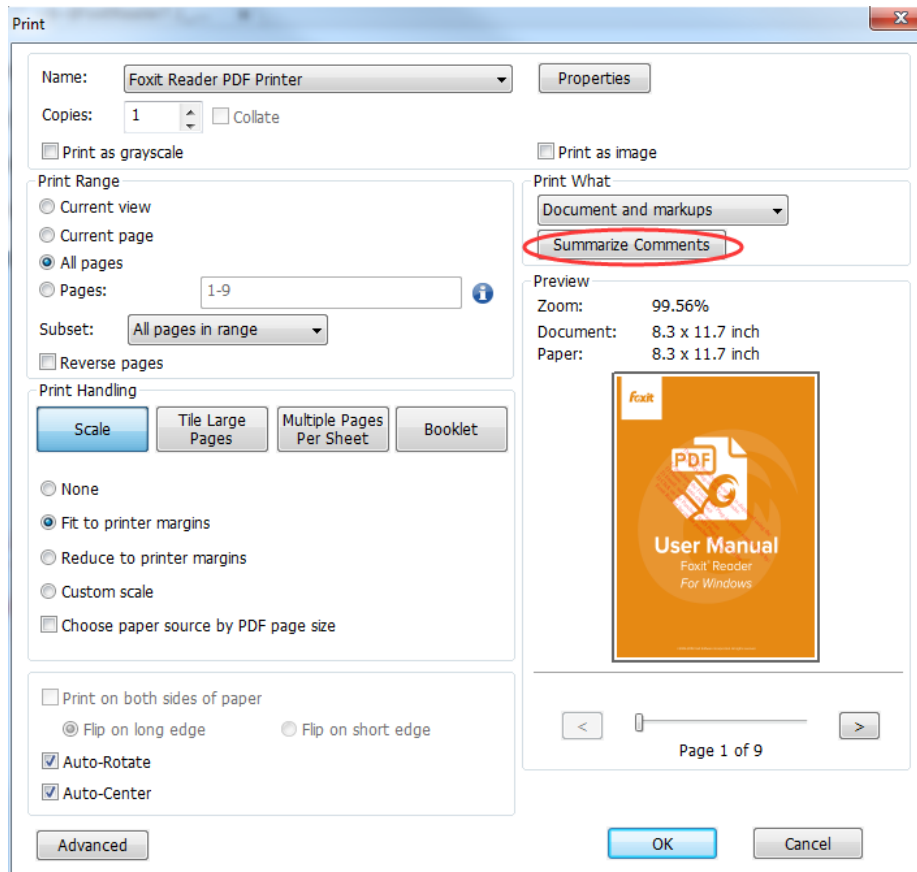 Print
Name: Foxit Reader PDF Printer Properties
Copies: 1 Collate
Print as grayscale Print as image
Print Range
Current view
Current page
All pages
Pages: 1-9
Subset: All pages in range
Reverse pages
Print What
Document and markups
Summarize Comments
Print Handling
Scale
Tile Large
Pages
Multiple Pages
Per Sheet
Booklet
None
Fit to printer margins
Reduce to printer margins
Custom scale
Choose paper source by PDF page size
Preview
Zoom: 99.56%
Document: 8.3 x 11.7 inch
Paper: 8.3 x 11.7 inch
Foxit
PDF
User Manual
Foxit® Reader
For Windows
< >
Page 1 of 9
Print on both sides of paper
Flip on long edge Flip on short edge
Auto-Rotate
Auto-Center
Advanced OK Cancel